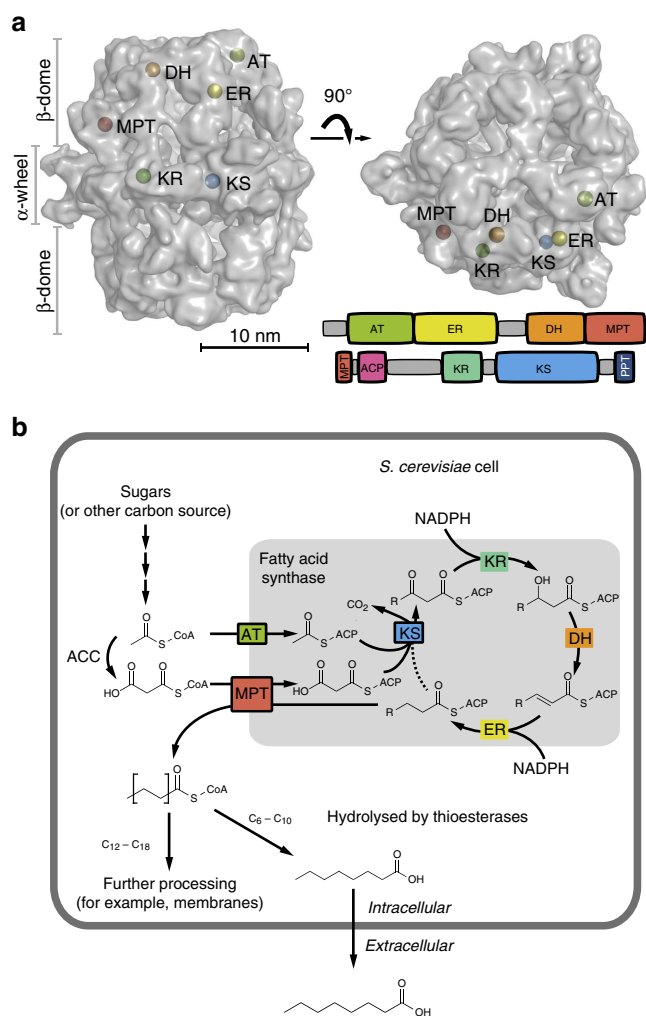 a
β-dome
α-wheel
β-dome
DH
AT
ER
MPT
KR
KS
90°
AT
MPT
DH
KS
ER
KR
10 nm
AT ER DH MPT
MPT ACP KR KS PPT
b
S. cerevisiae cell
Sugars
(or other carbon source)
NADPH
Fatty acid
synthase
KR
O
S
CoA
AT
O
S
ACP
CO2
KS
O O
R
S
ACP
OH O
R
S
ACP
DH
ACC
O O
HO
S
CoA
MPT
O O
HO
S
ACP
O
R
S
ACP
ER
O
R
S
ACP
NADPH
O
S
CoA
C6 – C10
Hydrolysed by thioesterases
C12 – C18
O
OH
Further processing
(for example, membranes)
Intracellular
Extracellular
O
OH